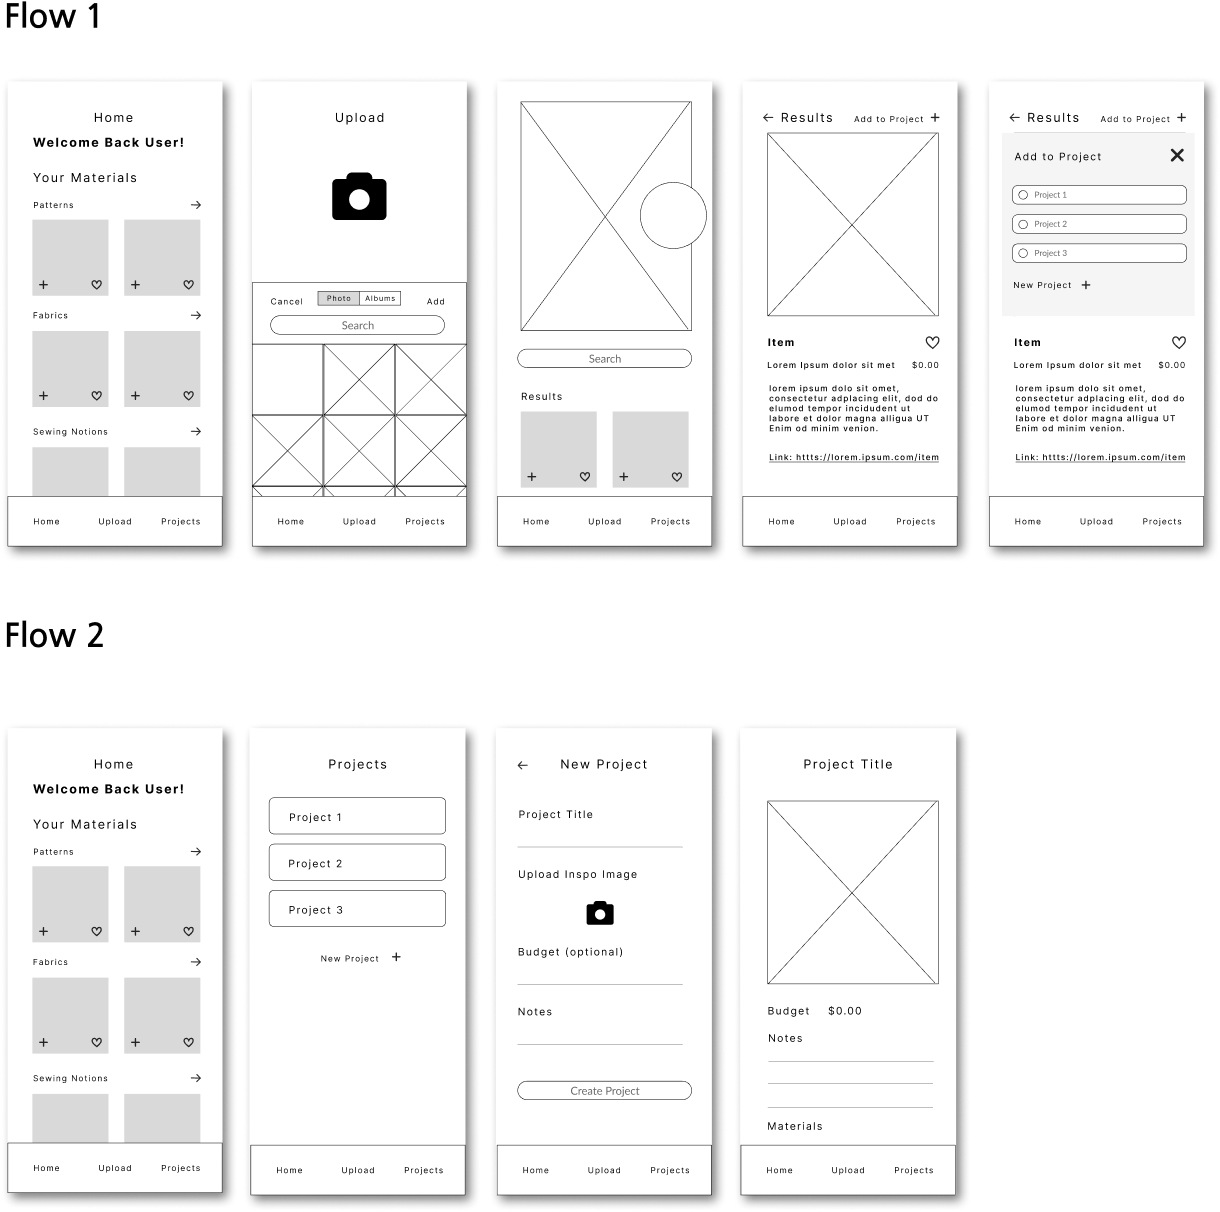 Flow 1
Home
Welcome Back User!
Your Materials
Patterns
Fabrics
Sewing Notions
Home Upload Projects
Upload
Cancel Photo Albums Add
Search
Home Upload Projects
Search
Results
Home Upload Projects
Results Add to Project +
Item
Lorem Ipsum dolor sit met $0.00
lorem ipsum dolo sit omet,
consectetur adplacing elit, dod do
elumod tempor incidudent ut
labore et dolor magna alligua UT
Enim od minim venion.
Link: httts://lorem.ipsum.com/item
Home Upload Projects
Results Add to Project +
Add to Project
Project 1
Project 2
Project 3
New Project +
Item
Lorem Ipsum dolor sit met $0.00
lorem ipsum dolo sit omet,
consectetur adplacing elit, dod do
elumod tempor incidudent ut
labore et dolor magna alligua UT
Enim od minim venion.
Link: httts://lorem.ipsum.com/item
Home Upload Projects
Flow 2
Home
Welcome Back User!
Your Materials
Patterns
Fabrics
Sewing Notions
Home Upload Projects
Projects
Project 1
Project 2
Project 3
New Project +
Home Upload Projects
New Project
Project Title
Upload Inspo Image
Budget (optional)
Notes
Create Project
Home Upload Projects
Project Title
Budget $0.00
Notes
Materials
Home Upload Projects